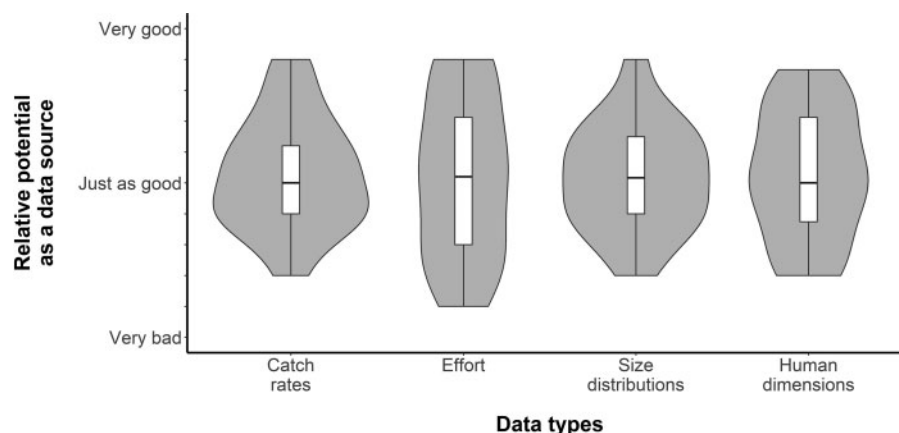 Very good
Just as good
Very bad
Relative potential
as a data source
Catch
rates
Effort
Size
distributions
Human
dimensions
Data types